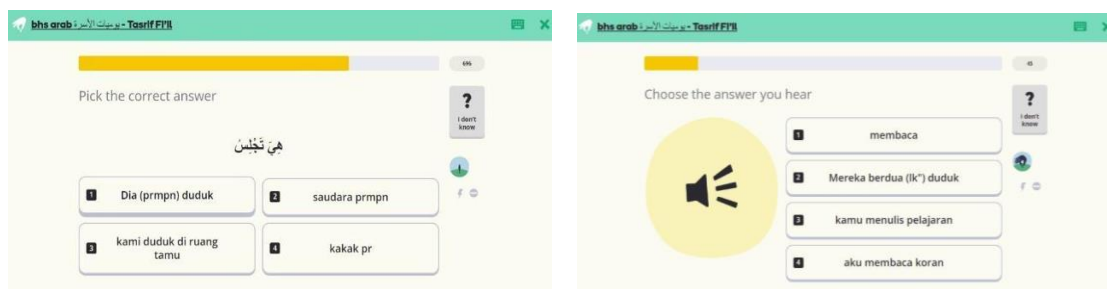 bhs arab يوميات الأسرة - Tasrif Fi'il
696
Pick the correct answer
?
I don't know
هِيَ تَجْلِسُ
1 Dia (prmpn) duduk
2 saudara prmpn
3 kami duduk di ruang tamu
4 kakak pr
bhs arab يوميات الأسرة - Tasrif Fi'il
45
Choose the answer you hear
?
I don't know
1 membaca
2 Mereka berdua (lk") duduk
3 kamu menulis pelajaran
4 aku membaca koran